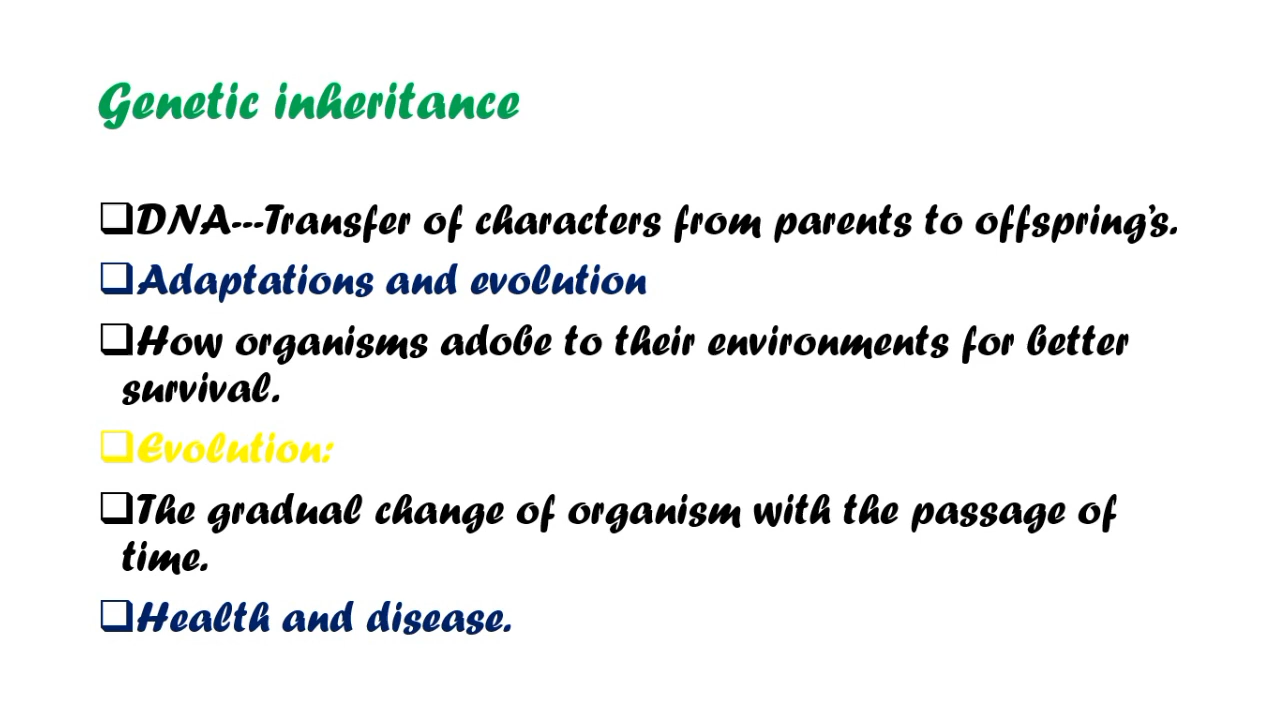 Genetic inheritance
❑DNA---Transfer of characters from parents to offspring's.
❑Adaptations and evolution
❑How organisms adobe to their environments for better
survival.
❑Evolution:
❑The gradual change of organism with the passage of
time.
❑Health and disease.